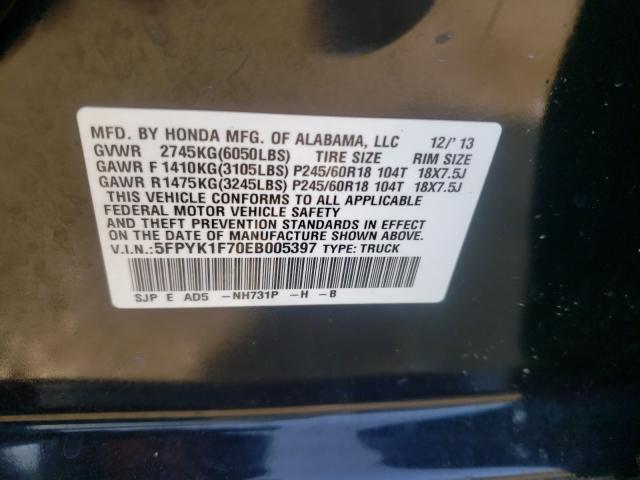 MFD. BY HONDA MFG. OF ALABAMA, LLC 12/'13
GVWR 2745KG(6050LBS) TIRE SIZE RIM SIZE
GAWR F 1410KG(3105LBS) P245/60R18 104T 18X7.5J
GAWR R 1475KG(3245LBS) P245/60R18 104T 18X7.5J
THIS VEHICLE CONFORMS TO ALL APPLICABLE
FEDERAL MOTOR VEHICLE SAFETY
AND THEFT PREVENTION STANDARDS IN EFFECT
ON THE DATE OF MANUFACTURE SHOWN ABOVE.
V.I.N.:5FPYK1F70EB005397 TYPE: TRUCK
SJP E AD5 -NH731P -H -B